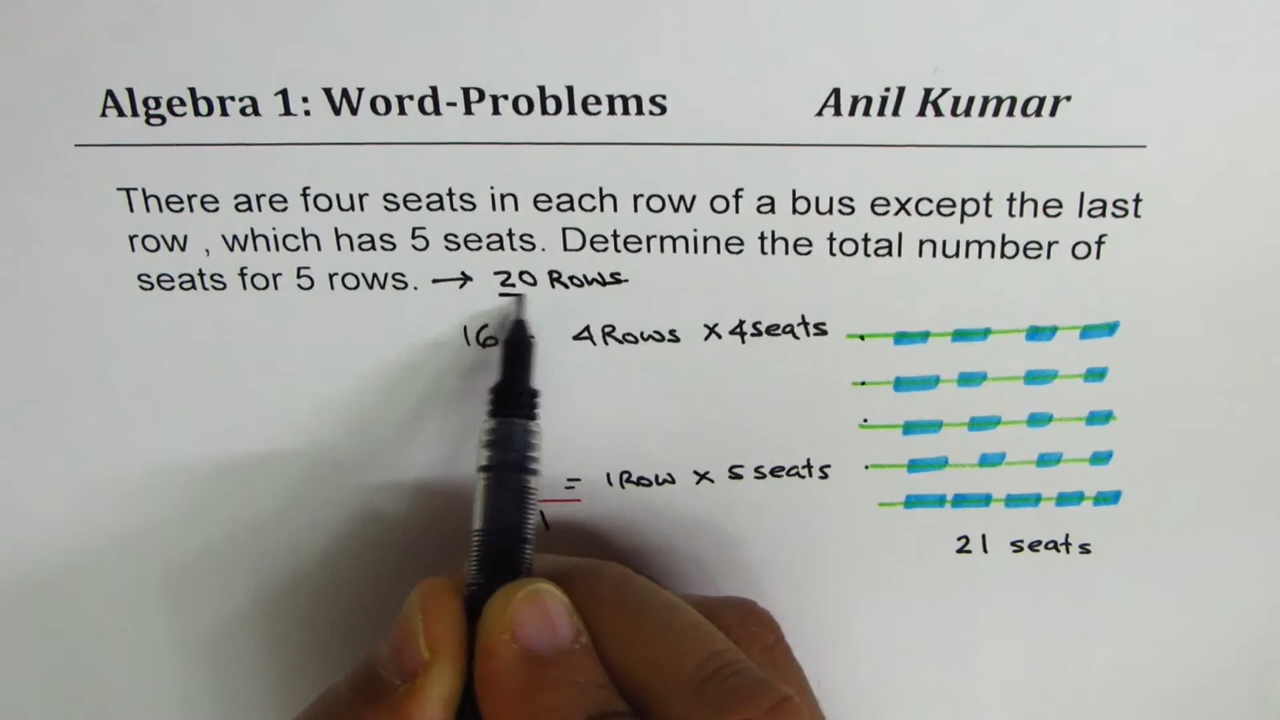 Algebra 1: Word-Problems Anil Kumar
There are four seats in each row of a bus except the last
row , which has 5 seats. Determine the total number of
seats for 5 rows. → 20 Rows
16 4 Rows × 4 seats
= 1 Row × 5 seats
21 seats